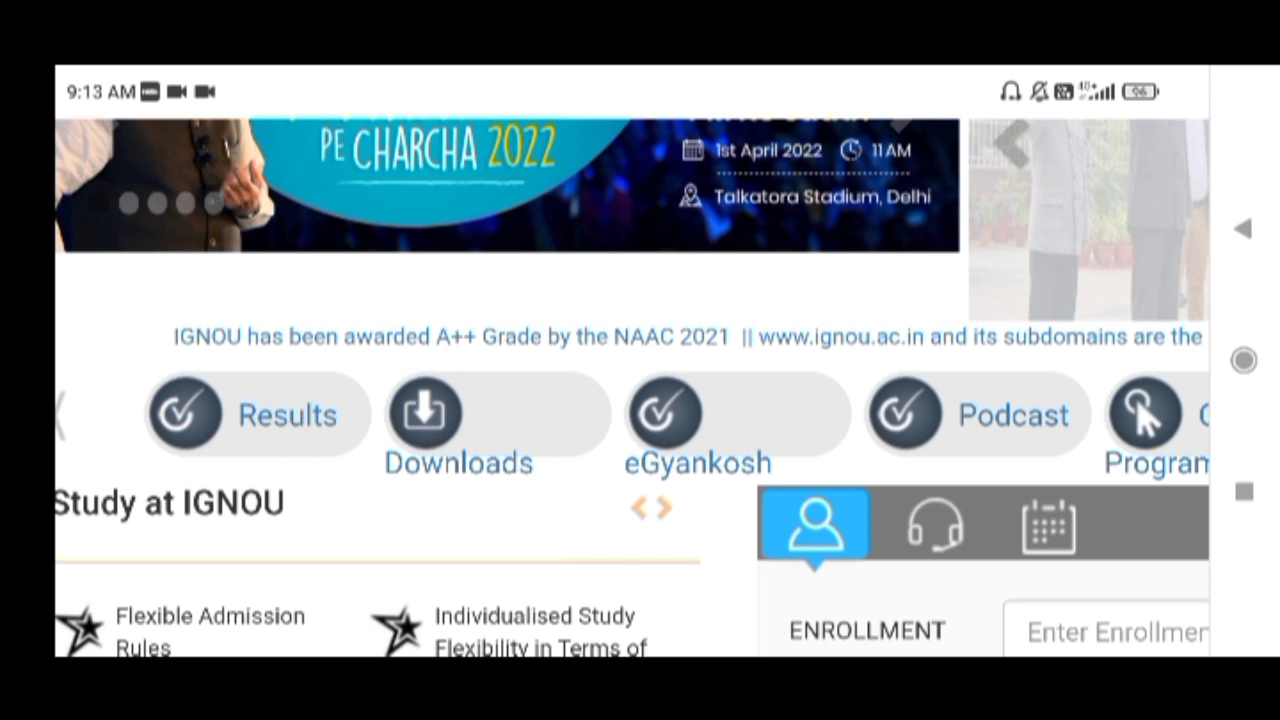 9:13 AM
PE CHARCHA 2022
1st April 2022 11 AM
Talkatora Stadium, Delhi
IGNOU has been awarded A++ Grade by the NAAC 2021 || www.ignou.ac.in and its subdomains are the
Results
Downloads
eGyankosh
Podcast
Program
Study at IGNOU
< >
Flexible Admission
Rules
Individualised Study
Flexibility in Terms of
ENROLLMENT
Enter Enrollmen